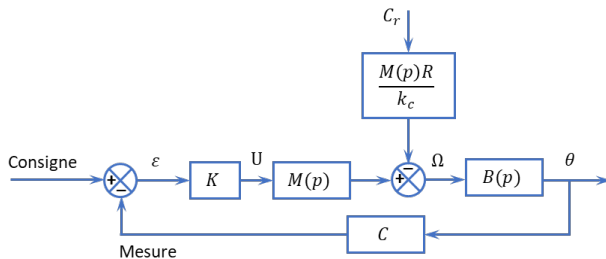 C_r
M(p)R
k_c
−
Consigne
+
−
ε
K
U
M(p)
+
Ω
B(p)
θ
C
Mesure